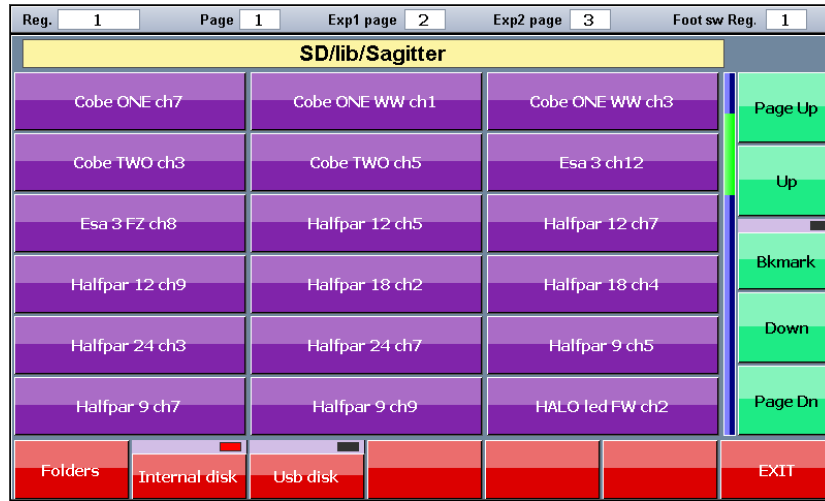 Reg. 1 Page 1 Exp1 page 2 Exp2 page 3 Foot sw Reg. 1
SD/lib/Sagitter
Cobe ONE ch7 Cobe ONE WW ch1 Cobe ONE WW ch3 Page Up
Cobe TWO ch3 Cobe TWO ch5 Esa 3 ch12 Up
Esa 3 FZ ch8 Halfpar 12 ch5 Halfpar 12 ch7
Halfpar 12 ch9 Halfpar 18 ch2 Halfpar 18 ch4 Bkmark
Halfpar 24 ch3 Halfpar 24 ch7 Halfpar 9 ch5 Down
Halfpar 9 ch7 Halfpar 9 ch9 HALO led FW ch2 Page Dn
Folders Internal disk Usb disk EXIT